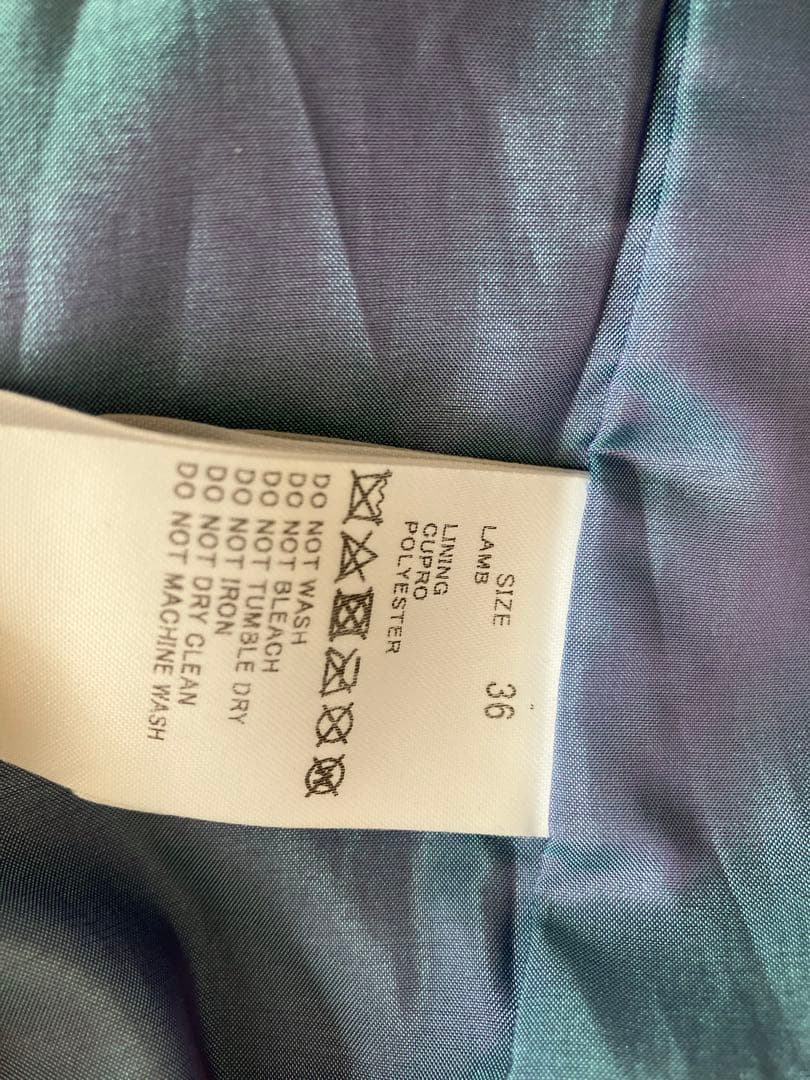 SIZE 36
LAMB
LINING
CUPRO
POLYESTER
DO NOT WASH
DO NOT BLEACH
DO NOT TUMBLE DRY
DO NOT IRON
DO NOT DRY CLEAN
DO NOT MACHINE WASH